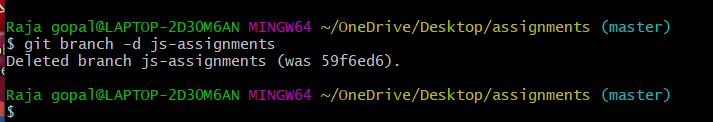 Raja gopal@LAPTOP-2D3OM6AN MINGW64 ~/OneDrive/Desktop/assignments (master)
$ git branch -d js-assignments
Deleted branch js-assignments (was 59f6ed6).
Raja gopal@LAPTOP-2D3OM6AN MINGW64 ~/OneDrive/Desktop/assignments (master)
$